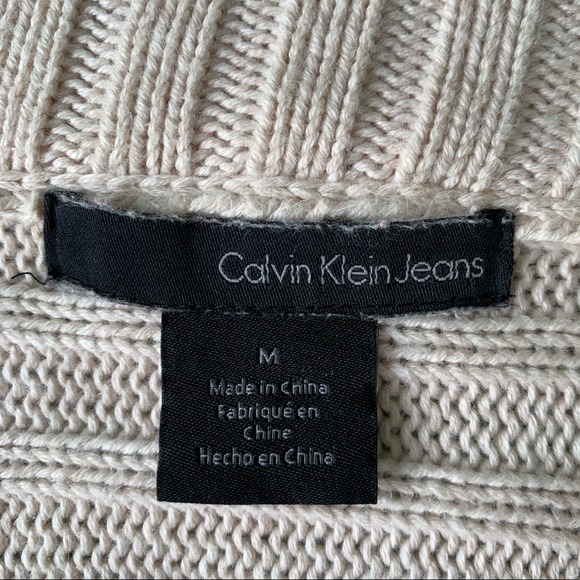 Calvin Klein Jeans
M
Made in China
Fabriqué en
Chine
Hecho en China